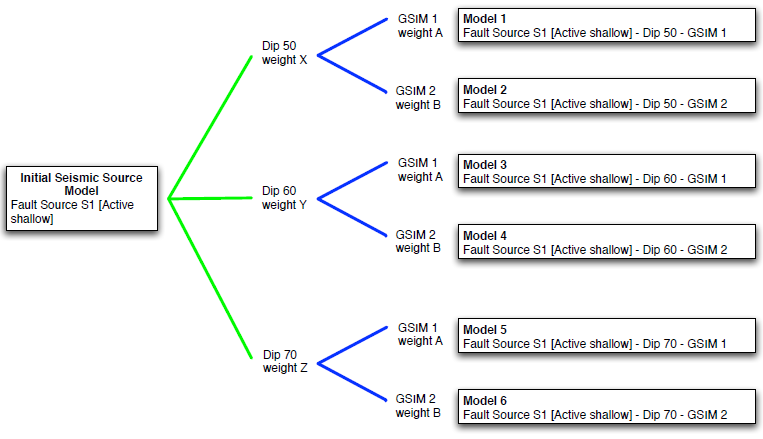 Initial Seismic Source
Model
Fault Source S1 [Active
shallow]
Dip 50
weight X
GSIM 1
weight A
Model 1
Fault Source S1 [Active shallow] - Dip 50 - GSIM 1
GSIM 2
weight B
Model 2
Fault Source S1 [Active shallow] - Dip 50 - GSIM 2
Dip 60
weight Y
GSIM 1
weight A
Model 3
Fault Source S1 [Active shallow] - Dip 60 - GSIM 1
GSIM 2
weight B
Model 4
Fault Source S1 [Active shallow] - Dip 60 - GSIM 2
Dip 70
weight Z
GSIM 1
weight A
Model 5
Fault Source S1 [Active shallow] - Dip 70 - GSIM 1
GSIM 2
weight B
Model 6
Fault Source S1 [Active shallow] - Dip 70 - GSIM 2